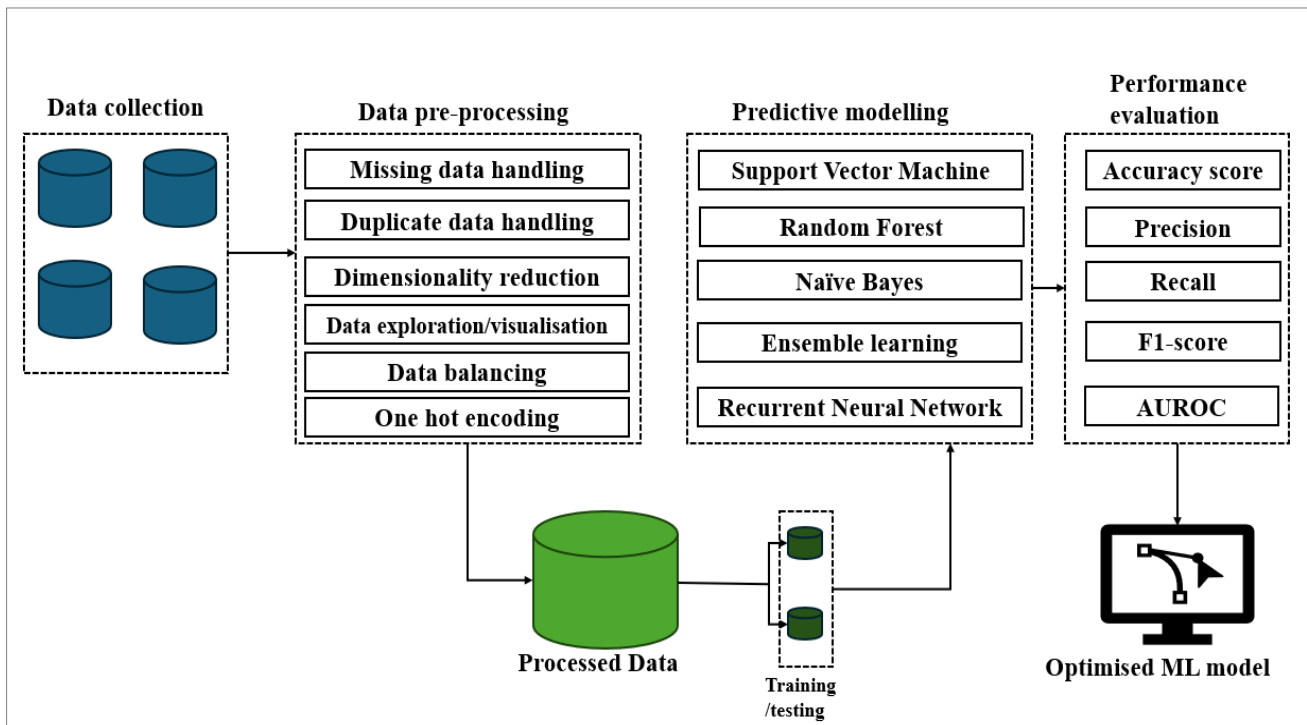 Data collection
Data pre-processing
Missing data handling
Duplicate data handling
Dimensionality reduction
Data exploration/visualisation
Data balancing
One hot encoding
Predictive modelling
Support Vector Machine
Random Forest
Naïve Bayes
Ensemble learning
Recurrent Neural Network
Performance
evaluation
Accuracy score
Precision
Recall
F1-score
AUROC
Processed Data
Training
/testing
Optimised ML model